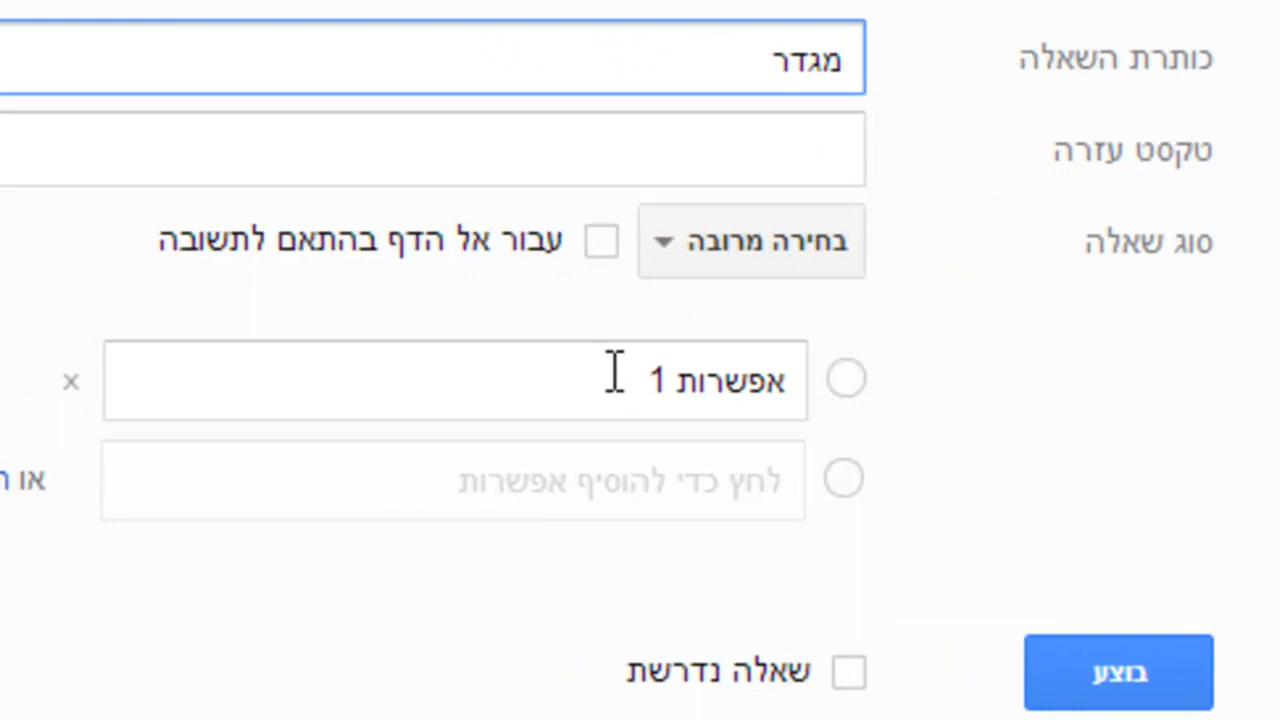 כותרת השאלה
מגדר
טקסט עזרה
סוג שאלה
בחירה מרובה
עבור אל הדף בהתאם לתשובה
אפשרות 1
×
לחץ כדי להוסיף אפשרות
או
בוצע
שאלה נדרשת